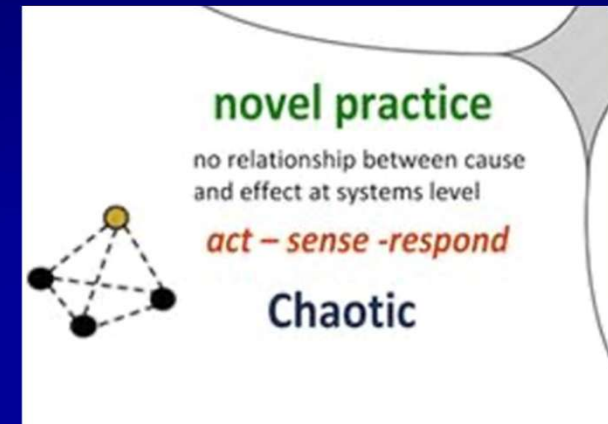 novel practice
no relationship between cause
and effect at systems level
act – sense -respond
Chaotic